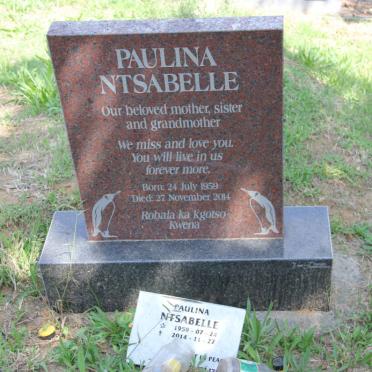 PAULINA
NTSABELLE
Our beloved mother, sister
and grandmother
We miss and love you.
You will live in us
forever more.
Born: 24 July 1959
Died: 27 November 2014
Robala ka kgotso
Kwena
PAULINA
NTSABELLE
1959 - 07 - 24
2014 - 11 - 27